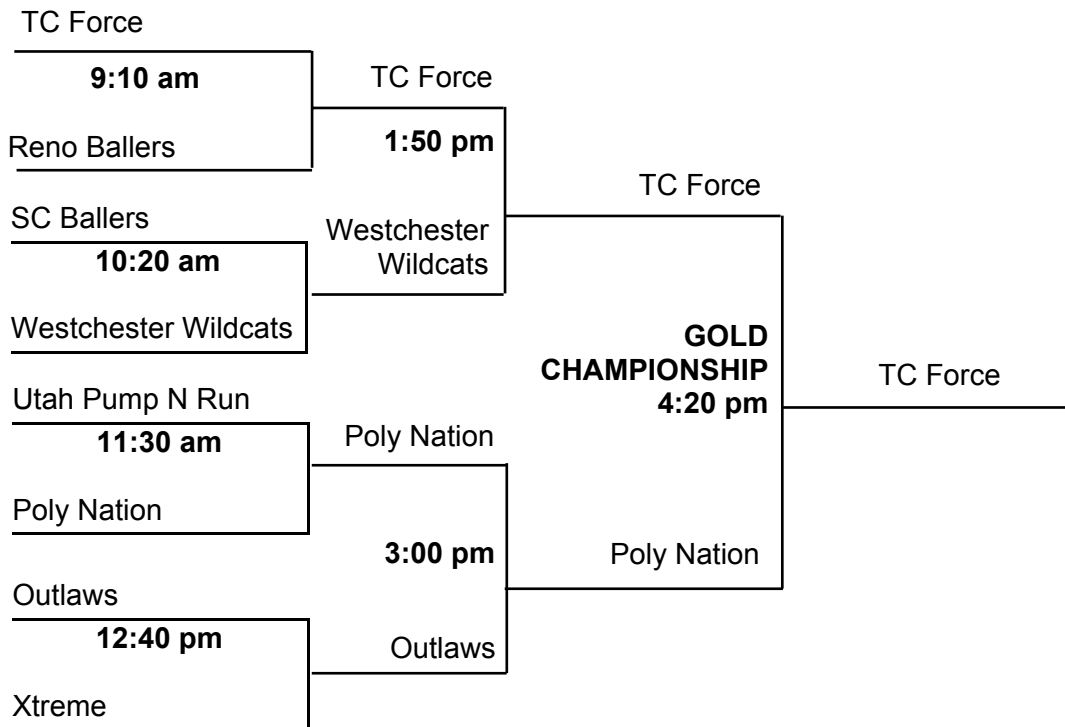 TC Force
9:10 am
Reno Ballers
SC Ballers
10:20 am
Westchester Wildcats
Utah Pump N Run
11:30 am
Poly Nation
Outlaws
12:40 pm
Xtreme
TC Force
1:50 pm
Westchester
Wildcats
Poly Nation
3:00 pm
Outlaws
TC Force
GOLD
CHAMPIONSHIP
4:20 pm
Poly Nation
TC Force